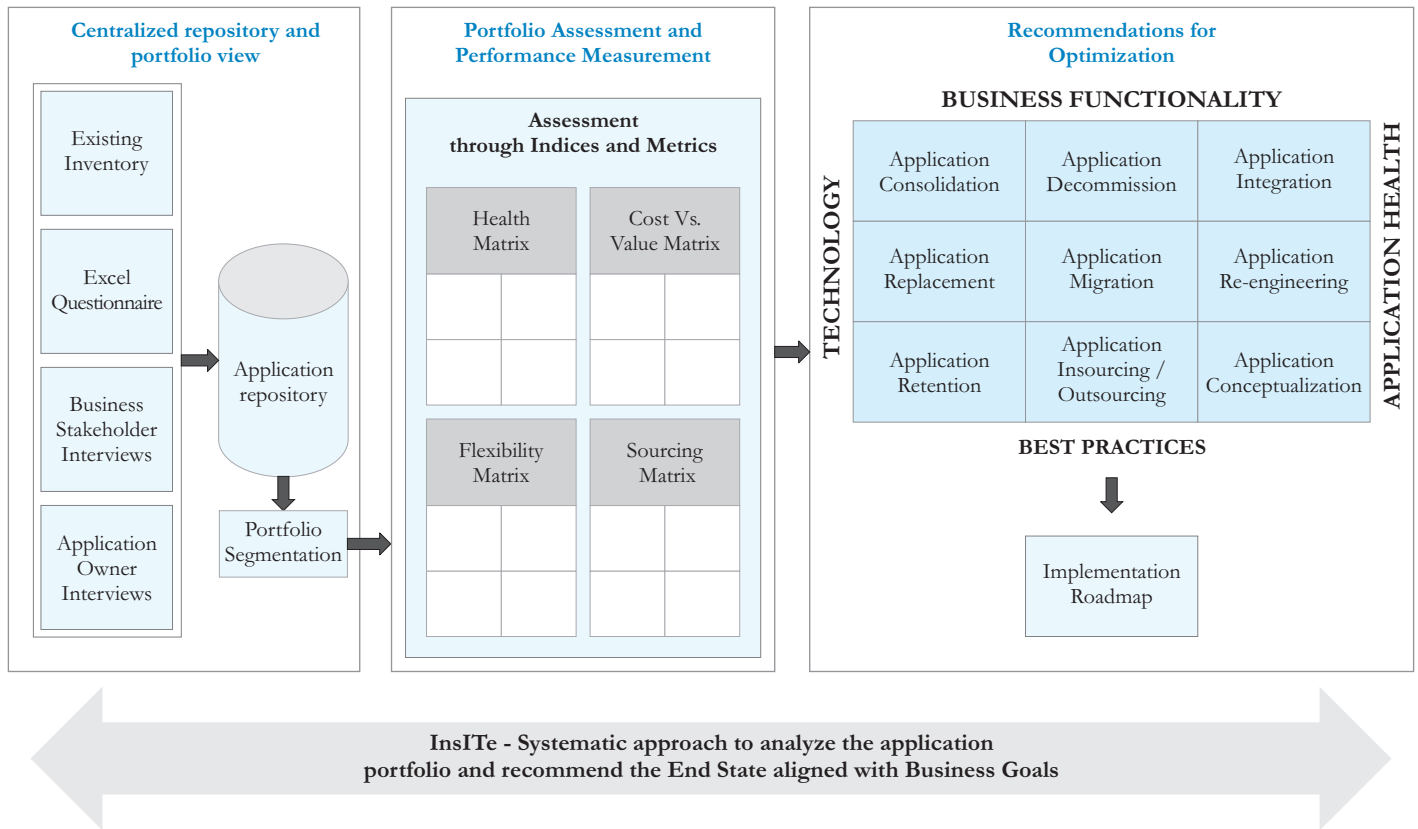 Centralized repository and
portfolio view
Existing
Inventory
Excel
Questionnaire
Business
Stakeholder
Interviews
Application
Owner
Interviews
Application
repository
Portfolio
Segmentation
Portfolio Assessment and
Performance Measurement
Assessment
through Indices and Metrics
Health
Matrix
Cost Vs.
Value Matrix
Flexibility
Matrix
Sourcing
Matrix
Recommendations for
Optimization
BUSINESS FUNCTIONALITY
TECHNOLOGY
Application
Consolidation
Application
Decommission
Application
Integration
Application
Replacement
Application
Migration
Application
Re-engineering
Application
Retention
Application
Insourcing /
Outsourcing
Application
Conceptualization
APPLICATION HEALTH
BEST PRACTICES
Implementation
Roadmap
InsITe - Systematic approach to analyze the application
portfolio and recommend the End State aligned with Business Goals